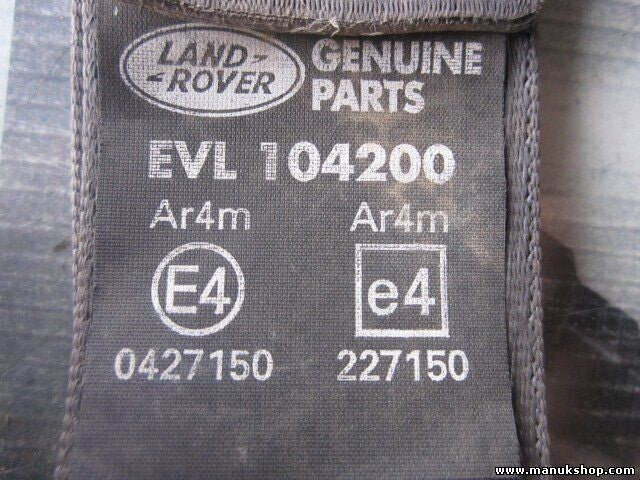 LAND-
-ROVER
GENUINE
PARTS
EVL 104200
Ar4m Ar4m
E4 e4
0427150 227150
www.manukshop.com